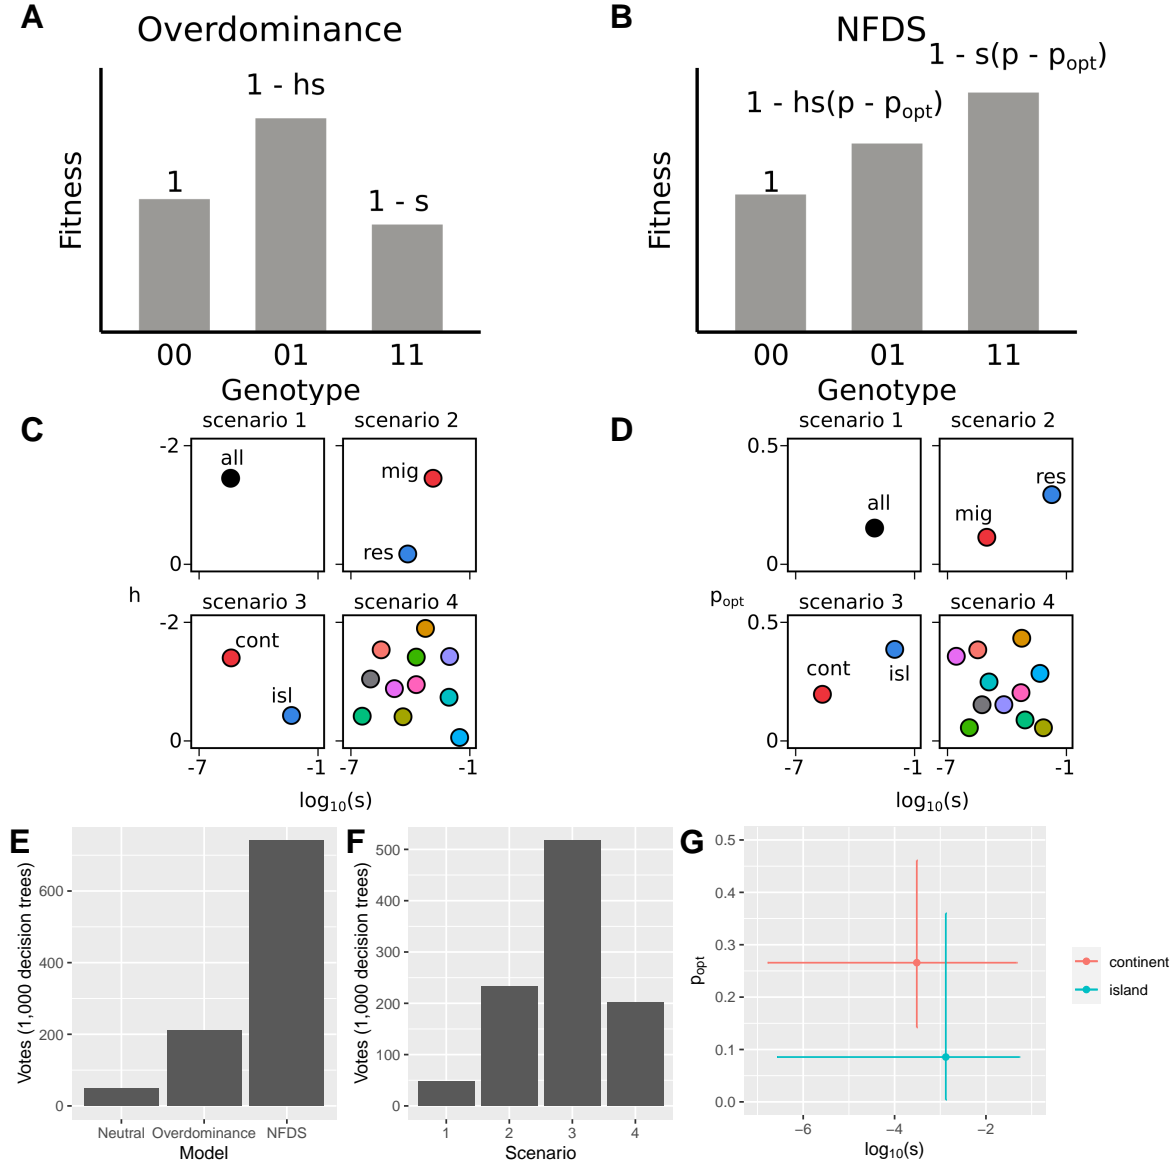 A
Overdominance
1 - hs
1
1 - s
Fitness
00 01 11
Genotype
B
NFDS
1 - s(p - popt)
1 - hs(p - popt)
1
Fitness
00 01 11
Genotype
C
scenario 1 scenario 2
-2
all
mig
res
0
h
scenario 3 scenario 4
-2
cont
isl
0
-7 -1 -7 -1
log10(s)
D
scenario 1 scenario 2
0.5
res
all
mig
0
popt
scenario 3 scenario 4
0.5
cont
isl
0
-7 -1 -7 -1
log10(s)
E
Votes (1,000 decision trees)
600
400
200
0
Neutral Overdominance NFDS
Model
F
Votes (1,000 decision trees)
500
400
300
200
100
0
1 2 3 4
Scenario
G
popt
0.5
0.4
0.3
0.2
0.1
0.0
−6 −4 −2
log10(s)
continent
island